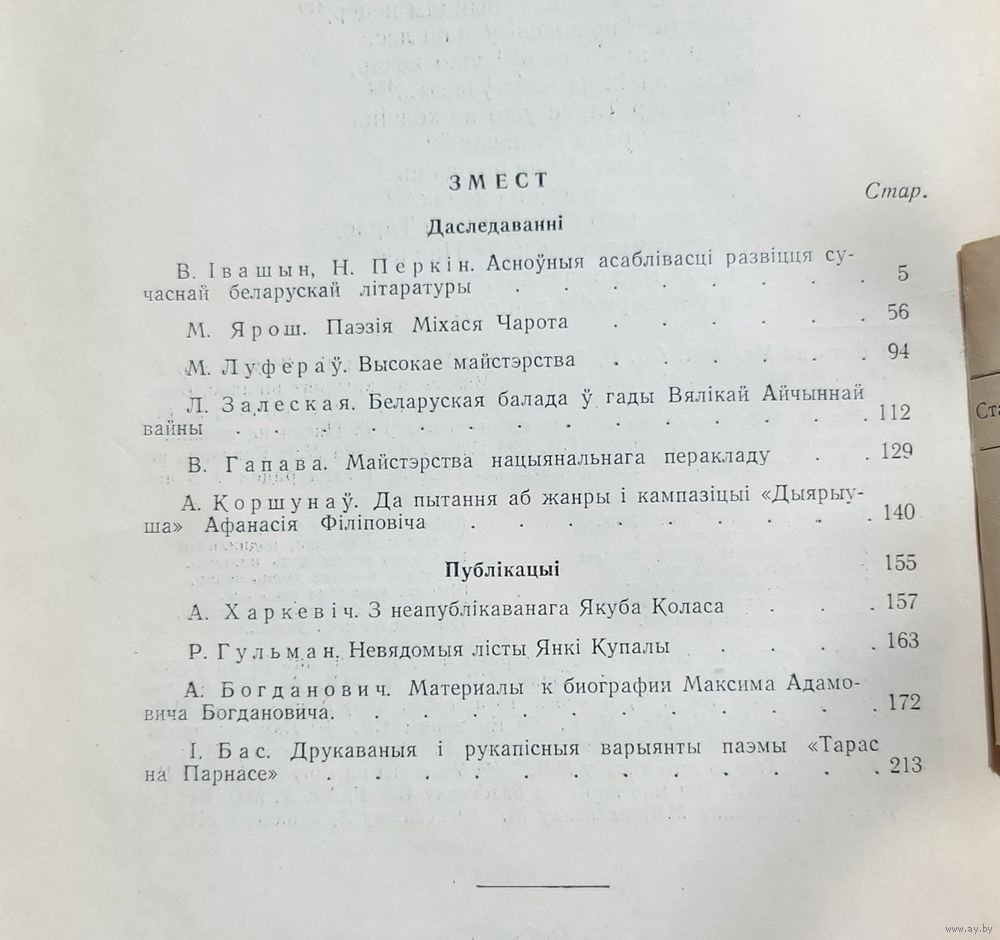 ЗМЕСТ
Стар.
Даследаванні
В. Івашын, Н. Перкін. Асноўныя асаблівасці развіцця су-
часнай беларускай літаратуры . . . . . . . . 5
М. Ярош. Паэзія Міхася Чарота . . . . . . 56
М. Луфераў. Высокае майстэрства . . . . . . 94
Л. Залеская. Беларуская балада ў гады Вялікай Айчыннай
вайны . . . . . . . . . . . . . . 112
В. Гапава. Майстэрства нацыянальнага перакладу . . 129
А. Коршунаў. Да пытання аб жанры і кампазіцыі «Дыярыу-
ша» Афанасія Філіповіча . . . . . . . . . 140
Публікацыі 155
А. Харкевіч. З неапублікаванага Якуба Коласа . . . 157
Р. Гульман. Невядомыя лісты Янкі Купалы . . . . 163
А. Богданович. Материалы к биографии Максима Адамо-
вича Богдановича. . . . . . . . . . . . 172
І. Бас. Друкаваныя і рукапісныя варыянты паэмы «Тарас
на Парнасе» . . . . . . . . . . . . 213
Ста
www.ay.by